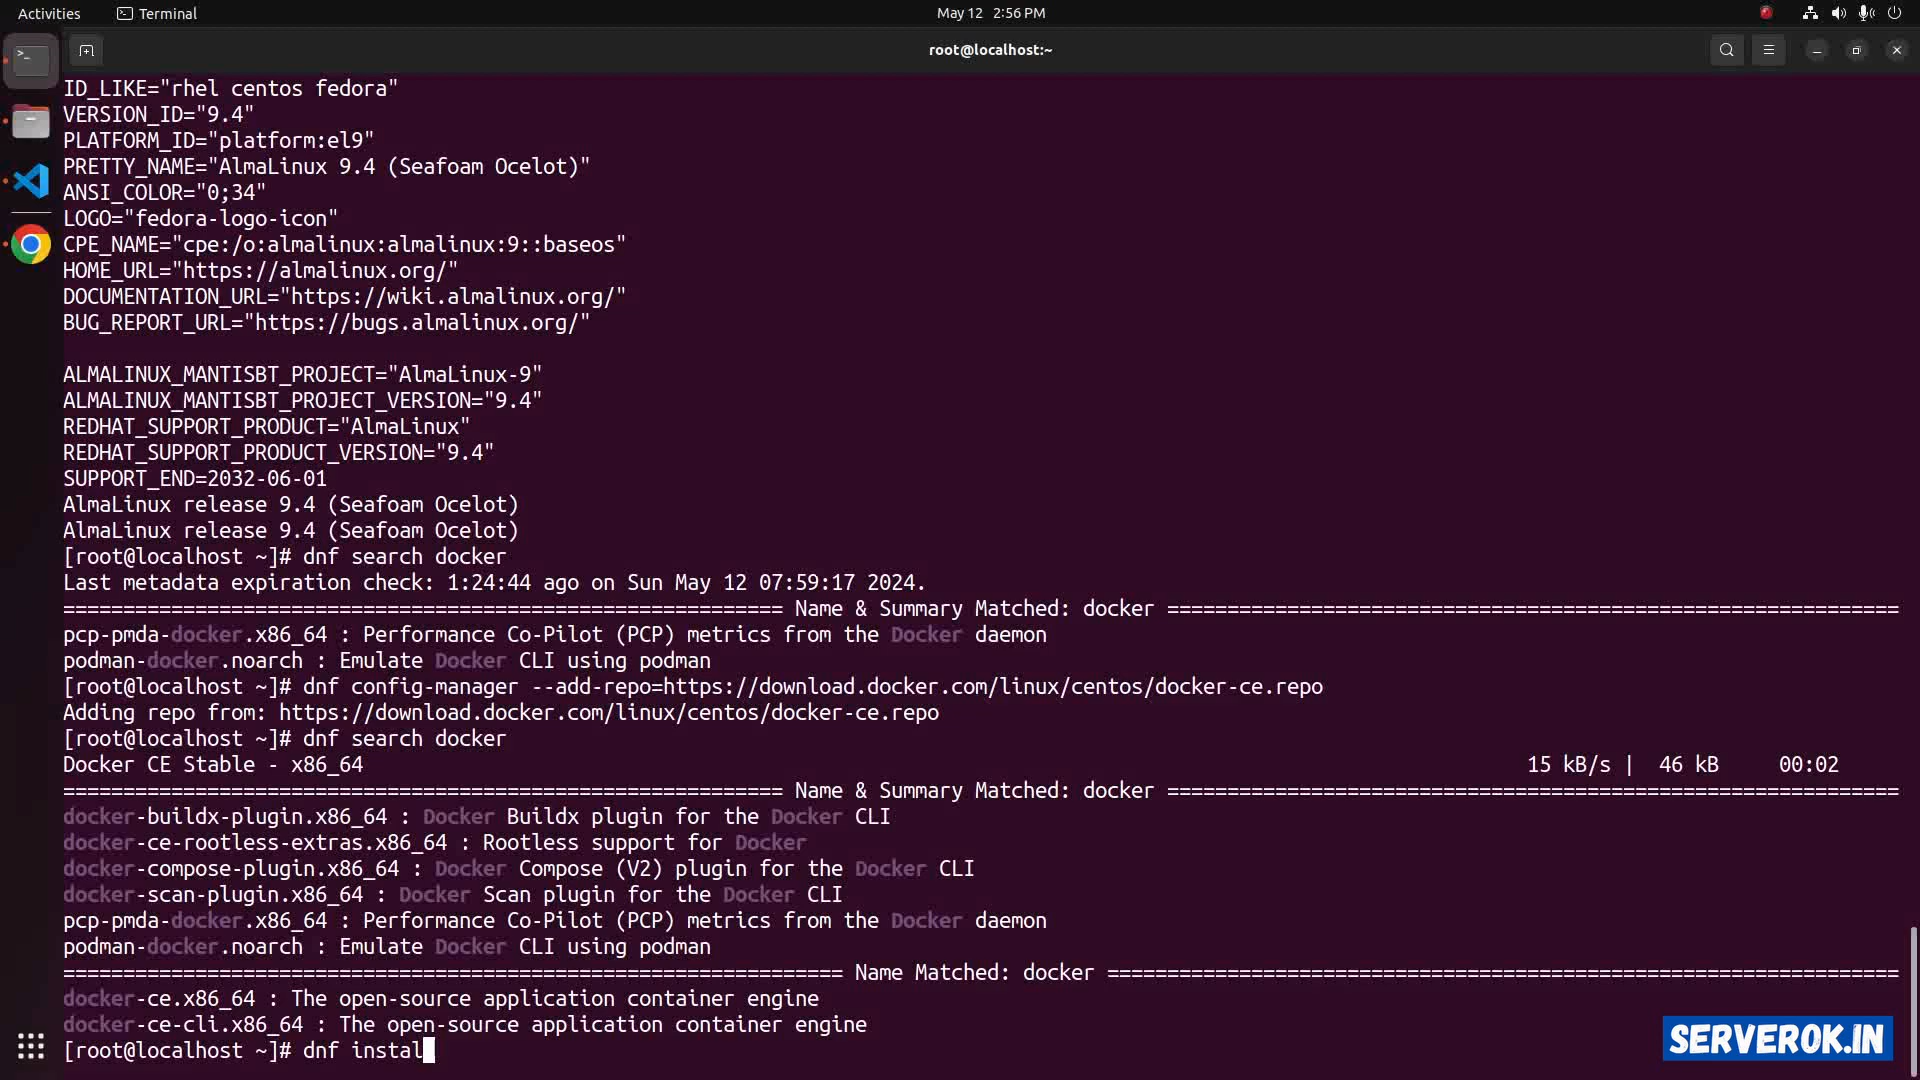 Activities Terminal May 12 2:56 PM
root@localhost:~
ID_LIKE="rhel centos fedora"
VERSION_ID="9.4"
PLATFORM_ID="platform:el9"
PRETTY_NAME="AlmaLinux 9.4 (Seafoam Ocelot)"
ANSI_COLOR="0;34"
LOGO="fedora-logo-icon"
CPE_NAME="cpe:/o:almalinux:almalinux:9::baseos"
HOME_URL="https://almalinux.org/"
DOCUMENTATION_URL="https://wiki.almalinux.org/"
BUG_REPORT_URL="https://bugs.almalinux.org/"
ALMALINUX_MANTISBT_PROJECT="AlmaLinux-9"
ALMALINUX_MANTISBT_PROJECT_VERSION="9.4"
REDHAT_SUPPORT_PRODUCT="AlmaLinux"
REDHAT_SUPPORT_PRODUCT_VERSION="9.4"
SUPPORT_END=2032-06-01
AlmaLinux release 9.4 (Seafoam Ocelot)
AlmaLinux release 9.4 (Seafoam Ocelot)
[root@localhost ~]# dnf search docker
Last metadata expiration check: 1:24:44 ago on Sun May 12 07:59:17 2024.
============================================================ Name & Summary Matched: docker =============================================================
pcp-pmda-docker.x86_64 : Performance Co-Pilot (PCP) metrics from the Docker daemon
podman-docker.noarch : Emulate Docker CLI using podman
[root@localhost ~]# dnf config-manager --add-repo=https://download.docker.com/linux/centos/docker-ce.repo
Adding repo from: https://download.docker.com/linux/centos/docker-ce.repo
[root@localhost ~]# dnf search docker
Docker CE Stable - x86_64 15 kB/s | 46 kB 00:02
============================================================ Name & Summary Matched: docker =============================================================
docker-buildx-plugin.x86_64 : Docker Buildx plugin for the Docker CLI
docker-ce-rootless-extras.x86_64 : Rootless support for Docker
docker-compose-plugin.x86_64 : Docker Compose (V2) plugin for the Docker CLI
docker-scan-plugin.x86_64 : Docker Scan plugin for the Docker CLI
pcp-pmda-docker.x86_64 : Performance Co-Pilot (PCP) metrics from the Docker daemon
podman-docker.noarch : Emulate Docker CLI using podman
================================================================= Name Matched: docker ==================================================================
docker-ce.x86_64 : The open-source application container engine
docker-ce-cli.x86_64 : The open-source application container engine
[root@localhost ~]# dnf instal
SERVEROK.IN